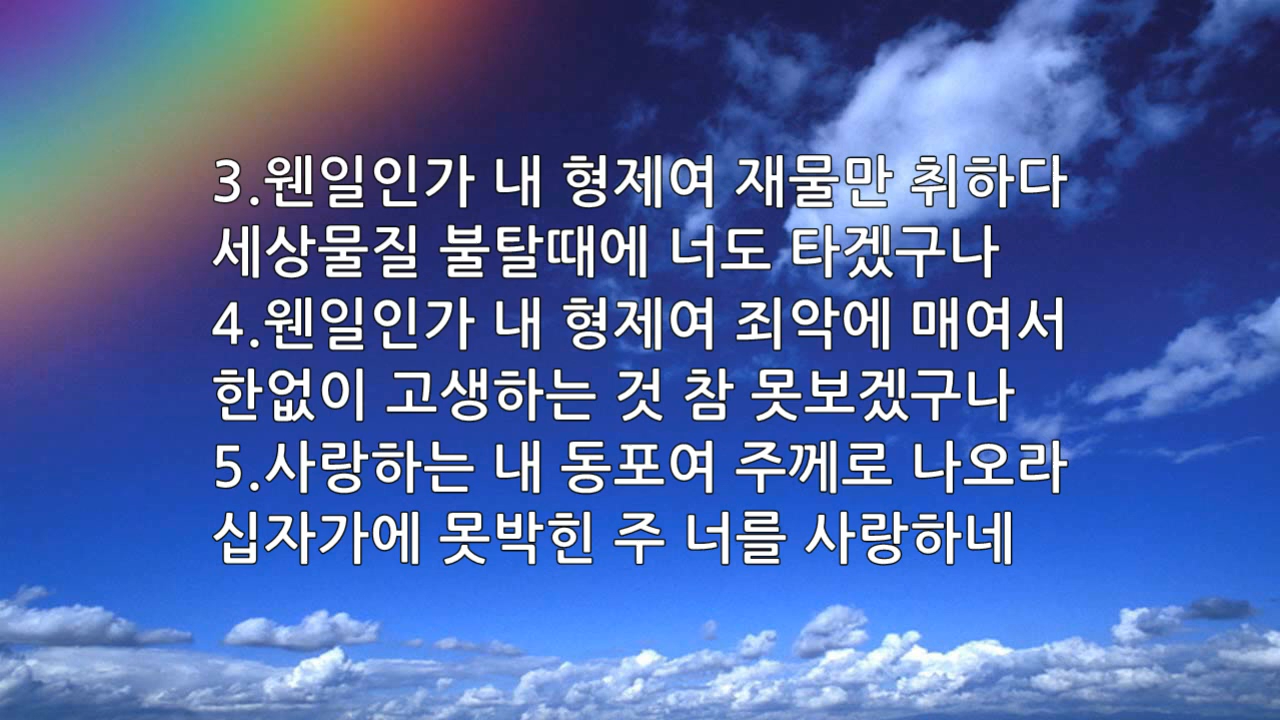 3.웬일인가 내 형제여 재물만 취하다
세상물질 불탈때에 너도 타겠구나
4.웬일인가 내 형제여 죄악에 매여서
한없이 고생하는 것 참 못보겠구나
5.사랑하는 내 동포여 주께로 나오라
십자가에 못박힌 주 너를 사랑하네